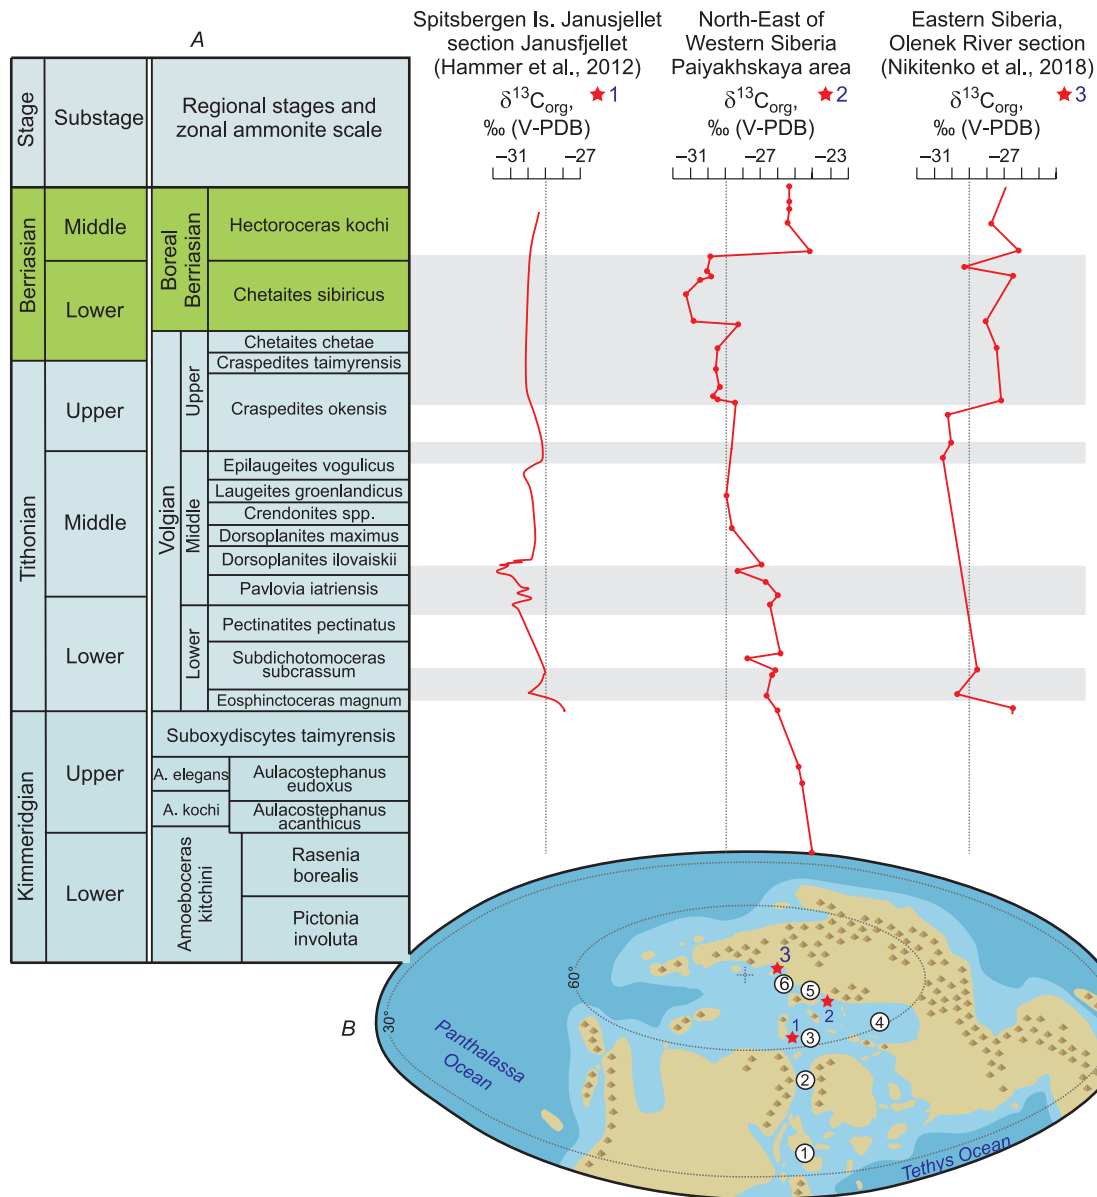 A
Spitsbergen Is. Janusjellet
section Janusfjellet
(Hammer et al., 2012)
δ13Corg, 1
‰ (V-PDB)
–31 –27
North-East of
Western Siberia
Paiyakhskaya area
δ13Corg, 2
‰ (V-PDB)
–31 –27 –23
Eastern Siberia,
Olenek River section
(Nikitenko et al., 2018)
δ13Corg, 3
‰ (V-PDB)
–31 –27
Stage
Substage
Regional stages and
zonal ammonite scale
Berriasian
Middle
Lower
Boreal
Berriasian
Hectoroceras kochi
Chetaites sibiricus
Tithonian
Upper
Middle
Lower
Volgian
Upper
Chetaites chetae
Craspedites taimyrensis
Craspedites okensis
Middle
Epilaugeites vogulicus
Laugeites groenlandicus
Crendonites spp.
Dorsoplanites maximus
Dorsoplanites ilovaiskii
Pavlovia iatriensis
Lower
Pectinatites pectinatus
Subdichotomoceras
subcrassum
Eosphinctoceras magnum
Kimmeridgian
Upper
Lower
Suboxydiscytes taimyrensis
A. elegans
Aulacostephanus
eudoxus
A. kochi
Aulacostephanus
acanthicus
Amoeboceras
kitchini
Rasenia
borealis
Pictonia
involuta
B
30°
60°
Panthalassa
Ocean
Tethys Ocean
3
6
5
2
1
3
4
2
1